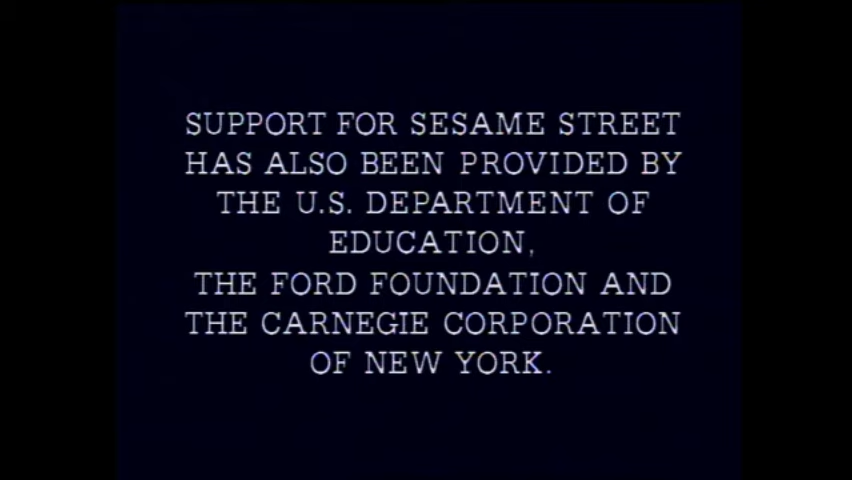 SUPPORT FOR SESAME STREET
HAS ALSO BEEN PROVIDED BY
THE U.S. DEPARTMENT OF
EDUCATION,
THE FORD FOUNDATION AND
THE CARNEGIE CORPORATION
OF NEW YORK.